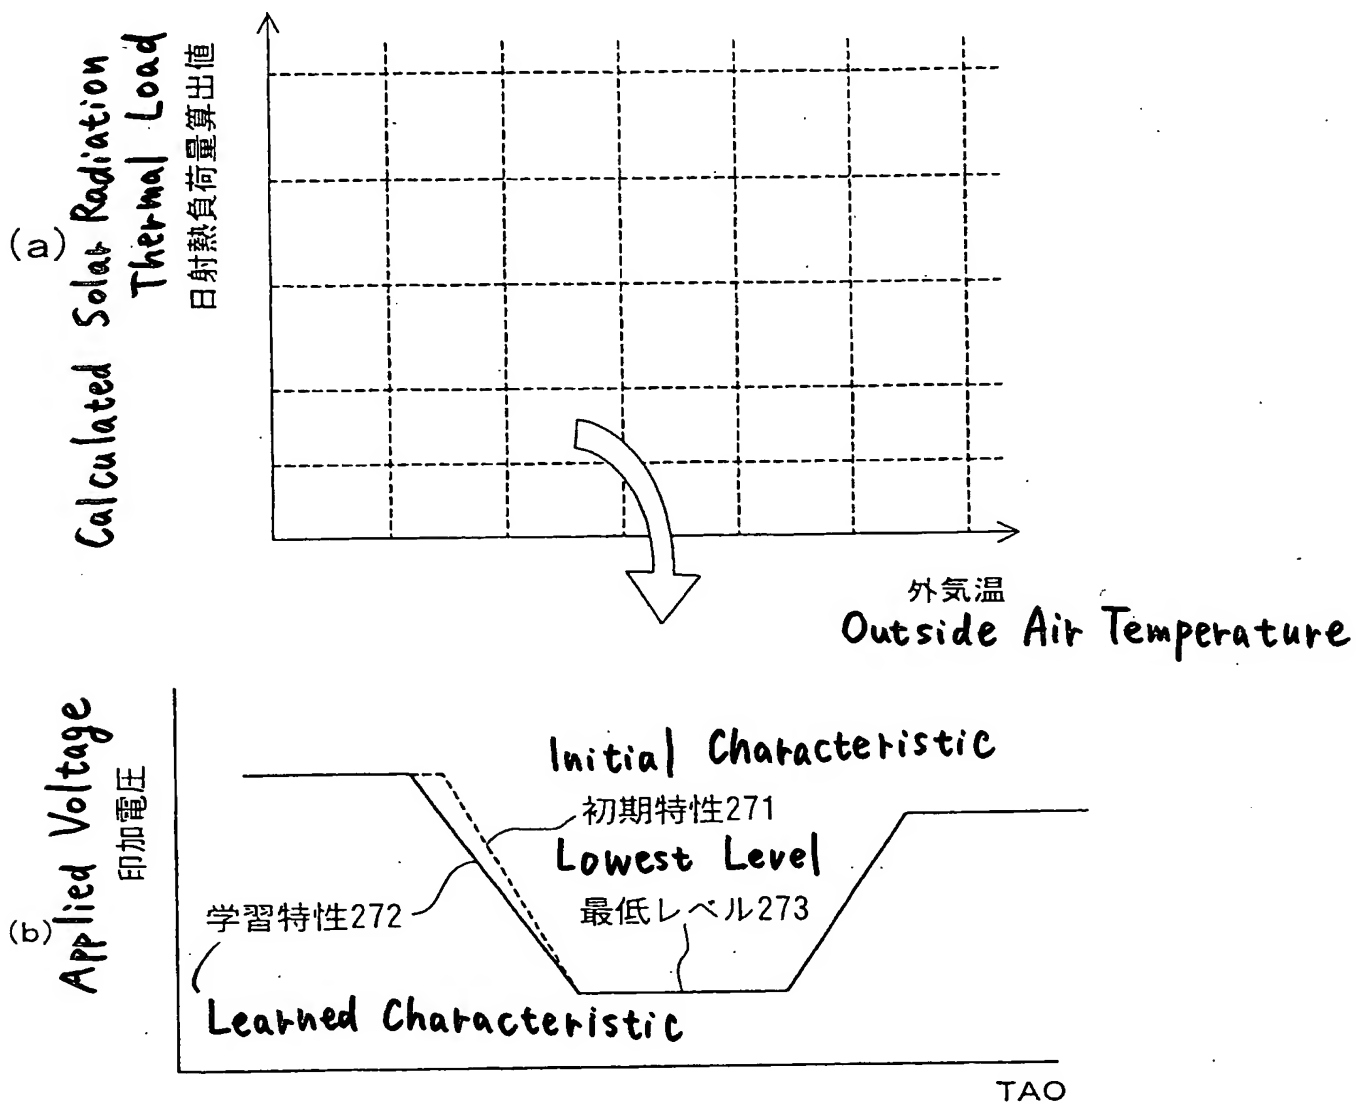 (a)
Calculated Solar Radiation
Thermal Load
日射熱負荷量算出値
外気温
Outside Air Temperature
(b)
Applied Voltage
印加電圧
Initial Characteristic
初期特性271
Lowest Level
最低レベル273
学習特性272
Learned Characteristic
TAO